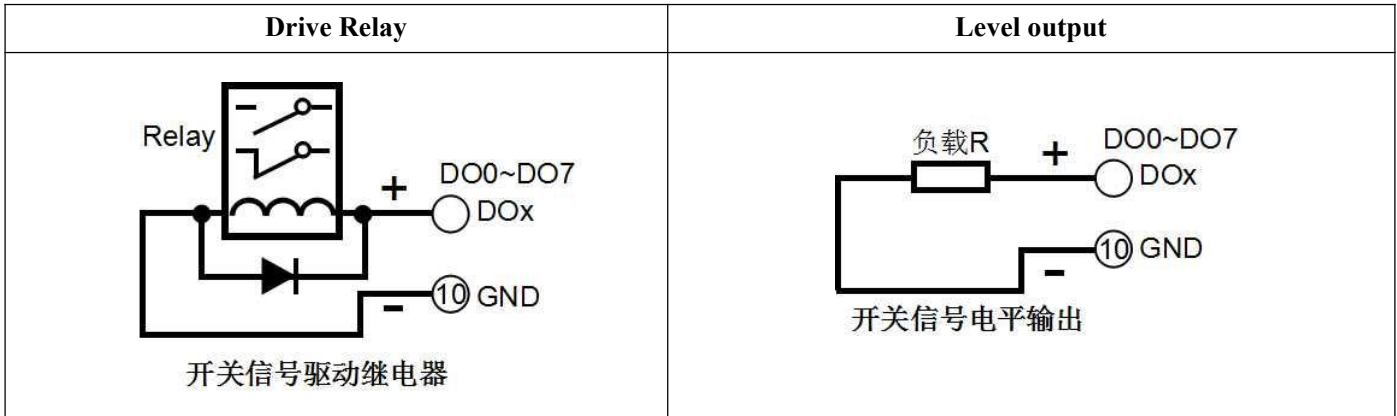 Drive Relay
Level output
Relay
+
DO0~DO7
DOx
10 GND
-
开关信号驱动继电器
负载R
+
DO0~DO7
DOx
10 GND
-
开关信号电平输出